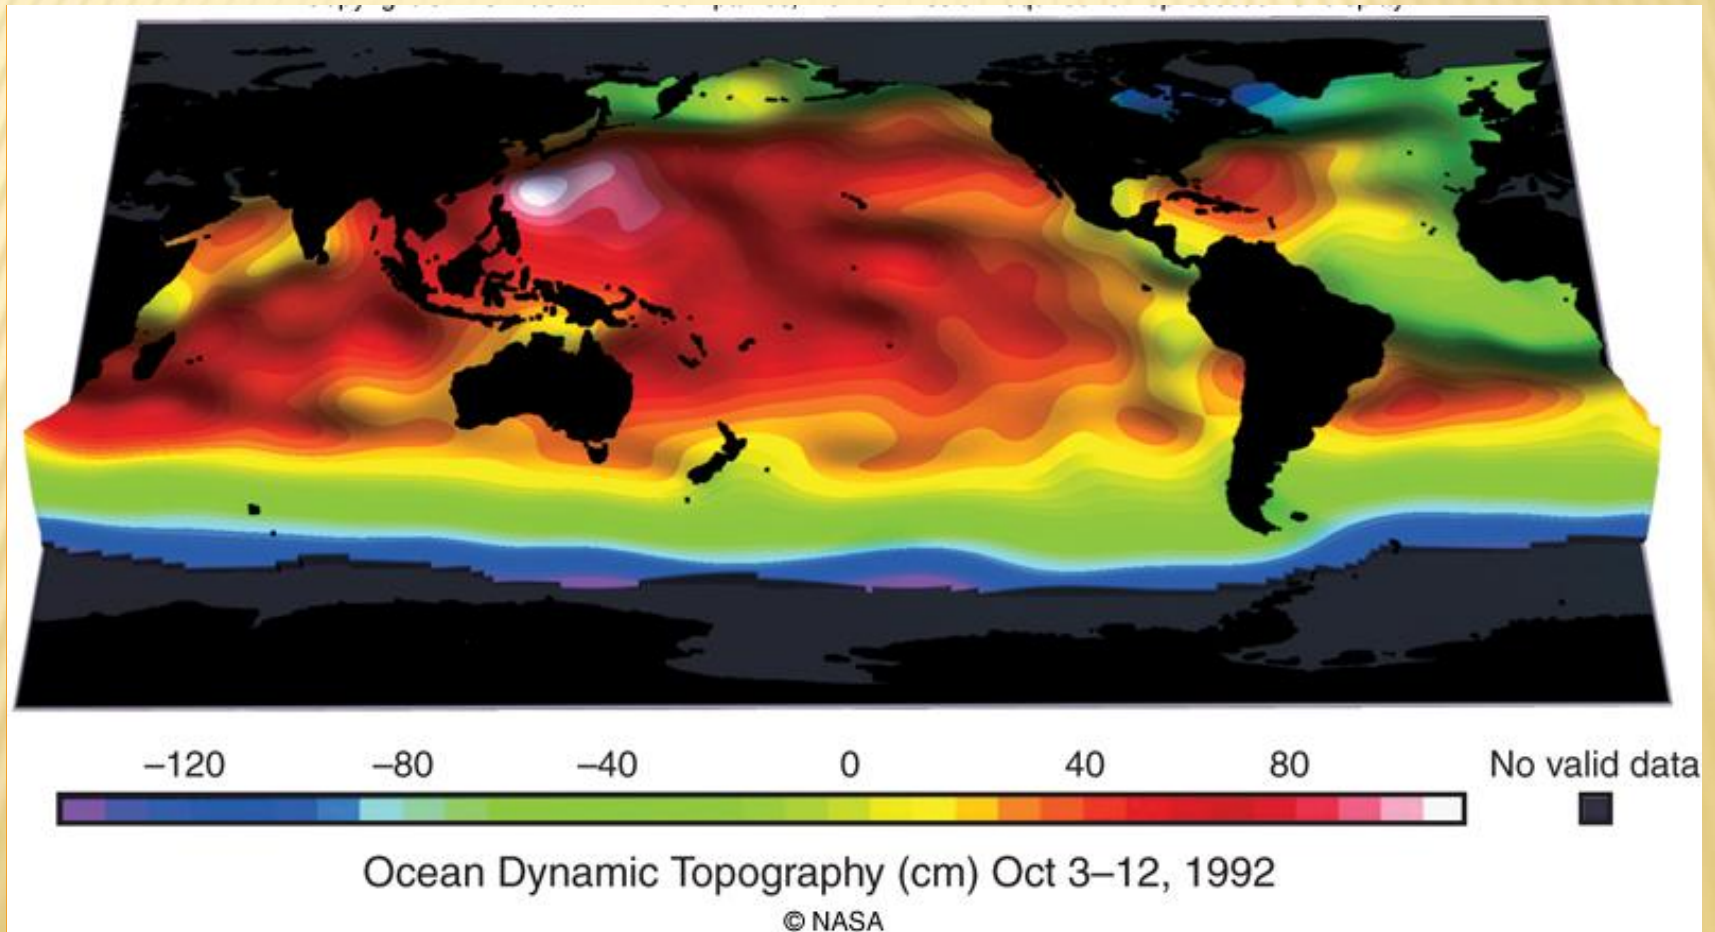 −120 −80 −40 0 40 80 No valid data
Ocean Dynamic Topography (cm) Oct 3–12, 1992
© NASA